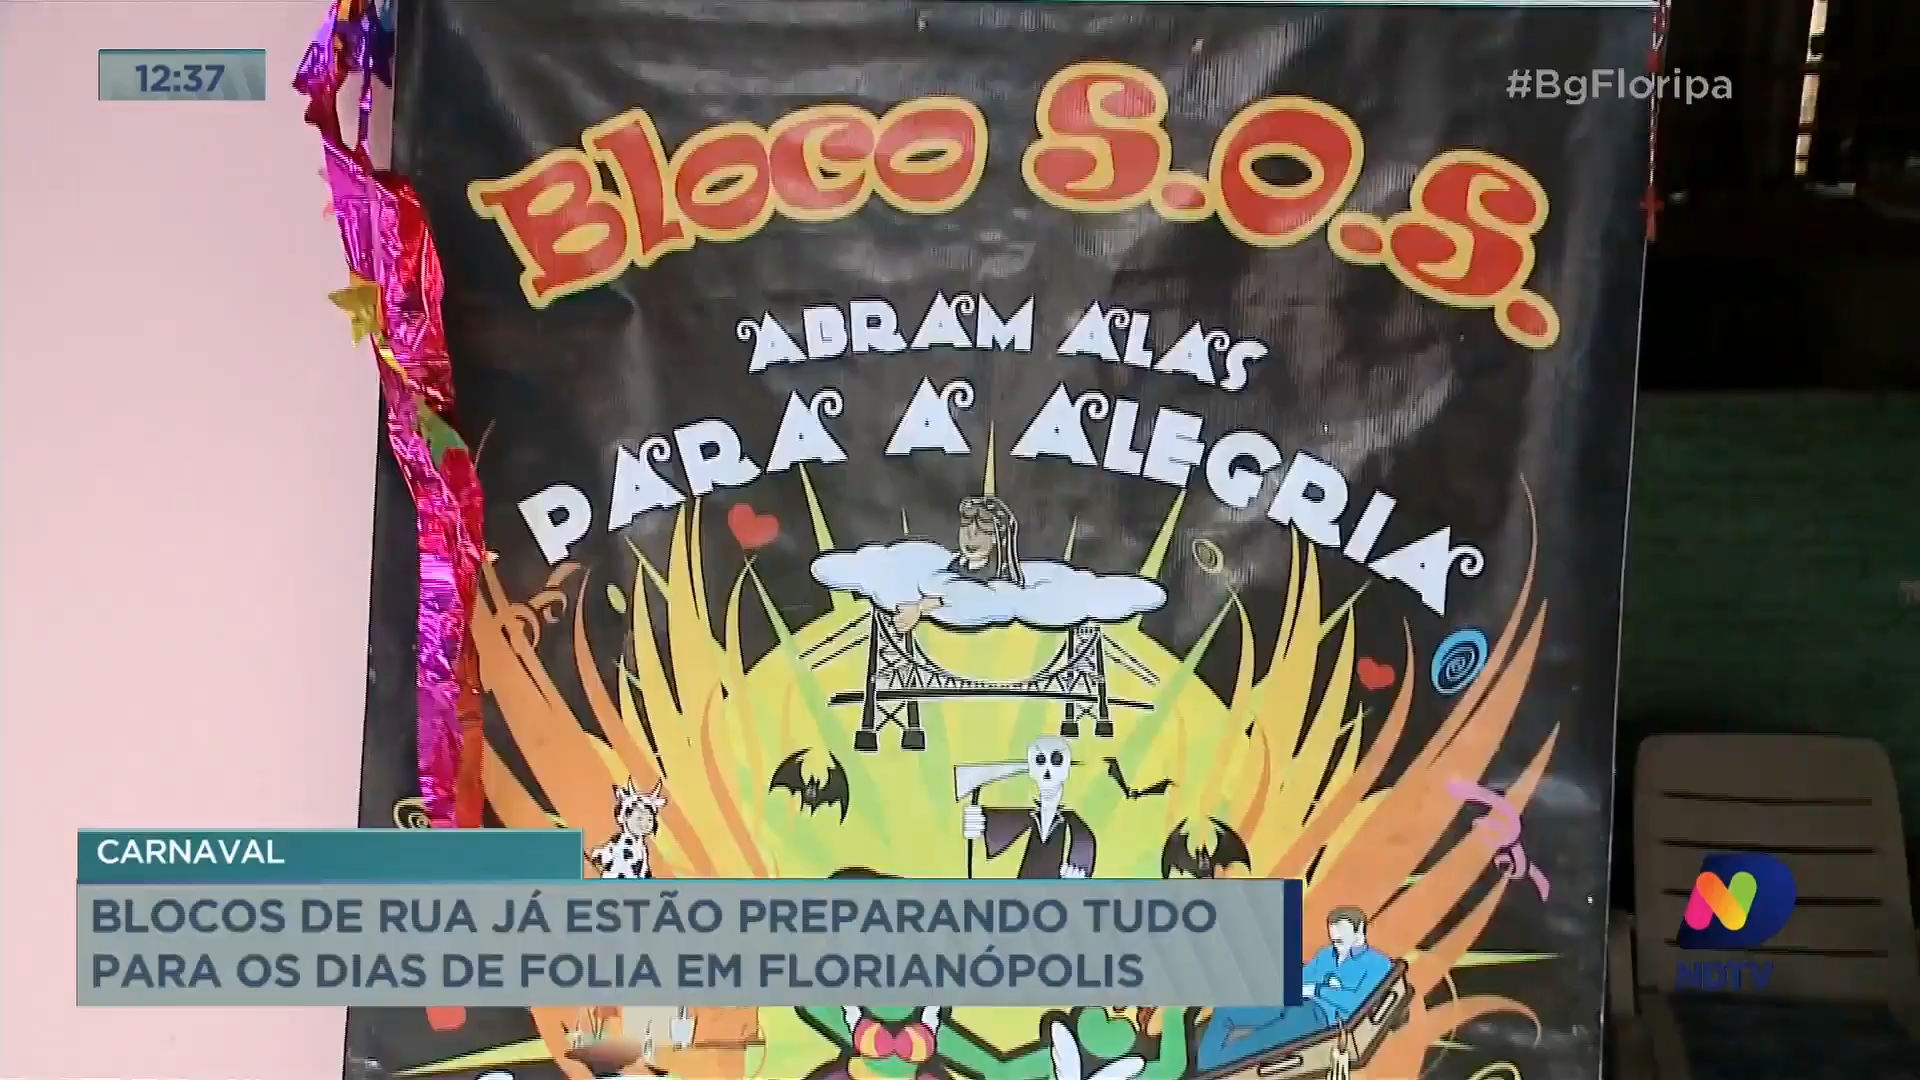 12:37
#BgFloripa
Bloco S.O.S.
ABRAM ALAS
PARA A ALEGRIA
CARNAVAL
BLOCOS DE RUA JÁ ESTÃO PREPARANDO TUDO
PARA OS DIAS DE FOLIA EM FLORIANÓPOLIS
NDTV